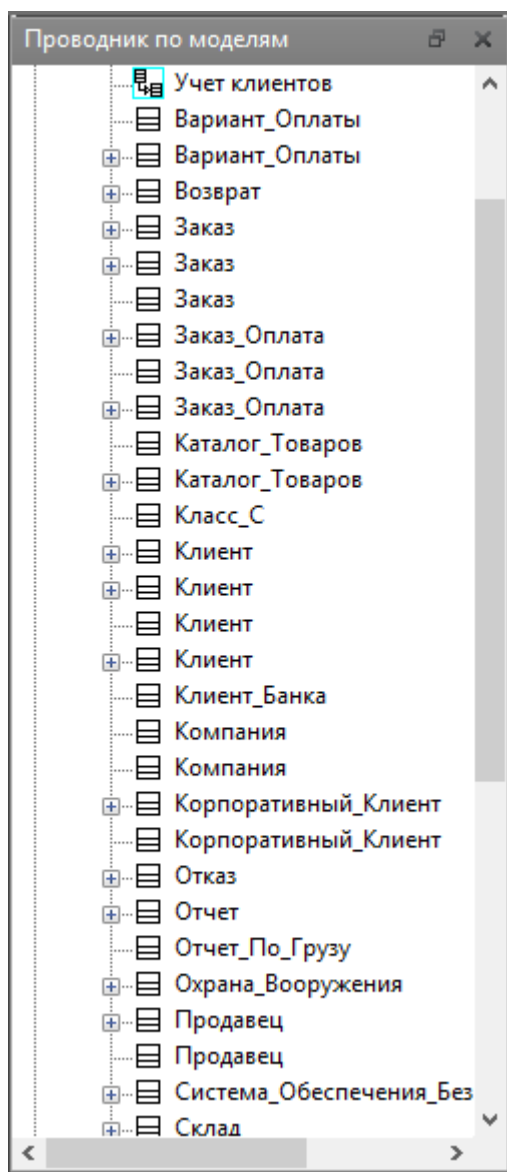 Проводник по моделям
Учет клиентов
Вариант_Оплаты
Вариант_Оплаты
Возврат
Заказ
Заказ
Заказ
Заказ_Оплата
Заказ_Оплата
Заказ_Оплата
Каталог_Товаров
Каталог_Товаров
Класс_С
Клиент
Клиент
Клиент
Клиент
Клиент_Банка
Компания
Компания
Корпоративный_Клиент
Корпоративный_Клиент
Отказ
Отчет
Отчет_По_Грузу
Охрана_Вооружения
Продавец
Продавец
Система_Обеспечения_Без
Склад